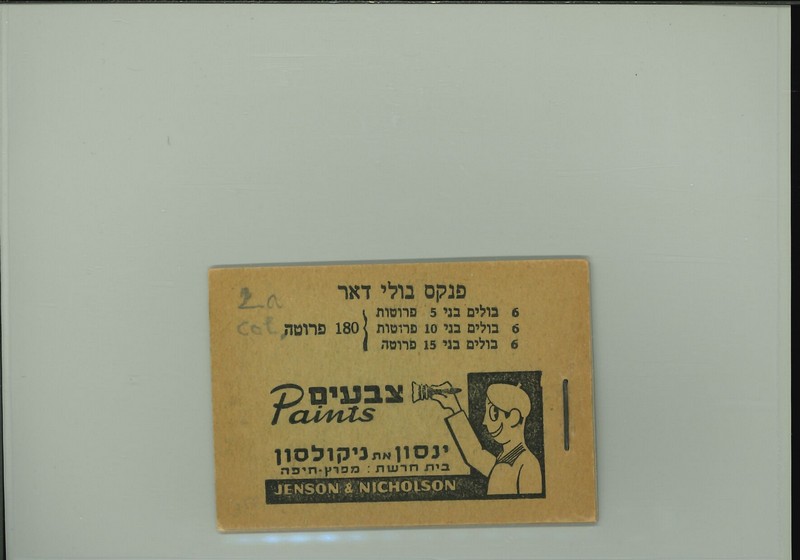 פנקס בולי דאר
6 בולים בני 5 פרוטות
6 בולים בני 10 פרוטות
6 בולים בני 15 פרוטה
180 פרוטה
2a
cat,
צבעים
Paints
ינסון את ניקולסון
בית חרשת: מפרץ-חיפה
JENSON & NICHOLSON